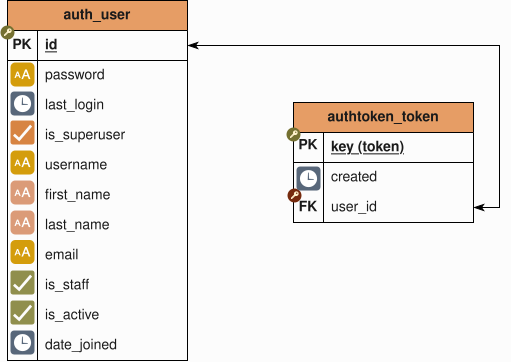 auth_user
PK id
AA password
last_login
is_superuser
AA username
AA first_name
AA last_name
AA email
is_staff
is_active
date_joined
authtoken_token
PK key (token)
created
FK user_id